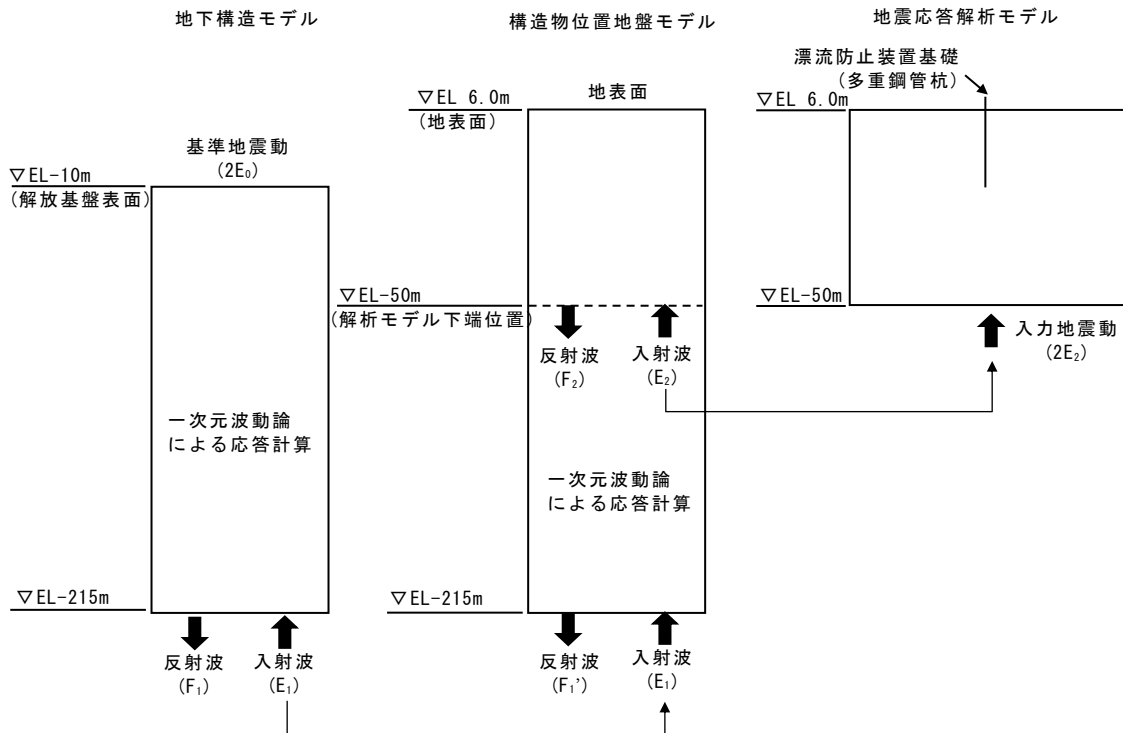 地下構造モデル
基準地震動
(2E₀)
▽EL-10m
(解放基盤表面)
一次元波動論
による応答計算
▽EL-215m
反射波
(F₁)
入射波
(E₁)
構造物位置地盤モデル
▽EL 6.0m
(地表面)
地表面
▽EL-50m
(解析モデル下端位置)
反射波
(F₂)
入射波
(E₂)
一次元波動論
による応答計算
▽EL-215m
反射波
(F₁')
入射波
(E₁)
地震応答解析モデル
漂流防止装置基礎
(多重鋼管杭)
▽EL 6.0m
▽EL-50m
入力地震動
(2E₂)